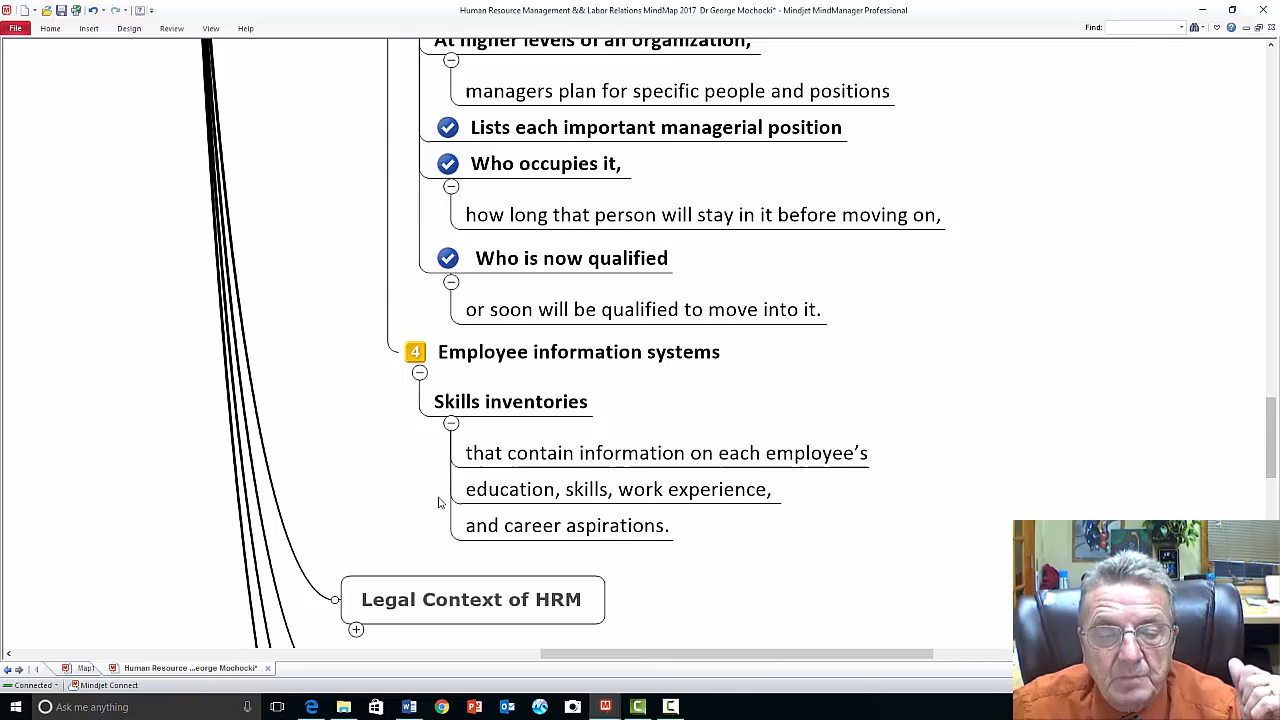 Human Resource Management && Labor Relations MindMap 2017 Dr George Mochocki* - Mindjet MindManager Professional
File Home Insert Design Review View Find:
At higher levels of an organization,
managers plan for specific people and positions
Lists each important managerial position
Who occupies it,
how long that person will stay in it before moving on,
Who is now qualified
or soon will be qualified to move into it.
4 Employee information systems
Skills inventories
that contain information on each employee's
education, skills, work experience,
and career aspirations.
Legal Context of HRM
Map1 Human Resource ...eorge Mochocki*
Connected Mindjet Connect
Ask me anything